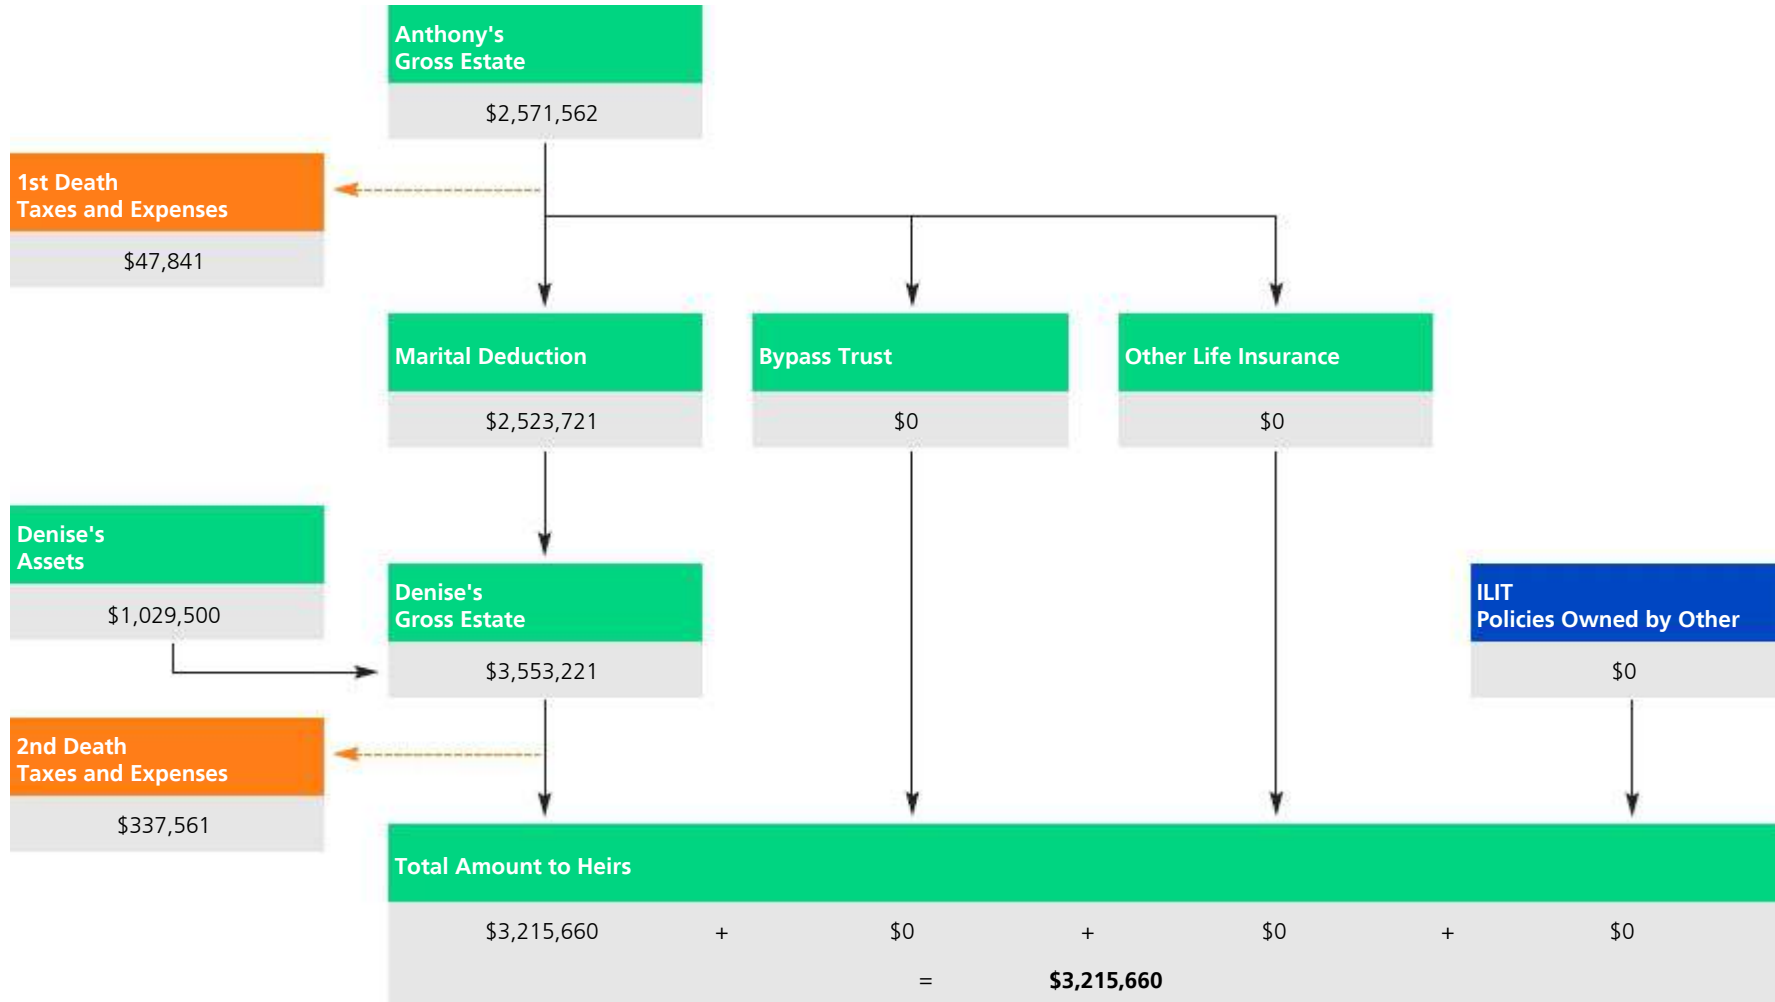 Anthony's
Gross Estate
$2,571,562
1st Death
Taxes and Expenses
$47,841
Marital Deduction
$2,523,721
Bypass Trust
$0
Other Life Insurance
$0
Denise's
Assets
$1,029,500
Denise's
Gross Estate
$3,553,221
ILIT
Policies Owned by Other
$0
2nd Death
Taxes and Expenses
$337,561
Total Amount to Heirs
$3,215,660 + $0 + $0 + $0
= $3,215,660